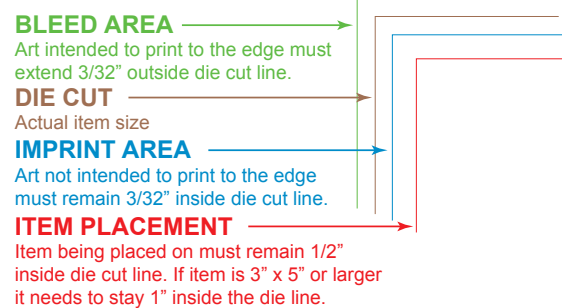 BLEED AREA
Art intended to print to the edge must
extend 3/32” outside die cut line.
DIE CUT
Actual item size
IMPRINT AREA
Art not intended to print to the edge
must remain 3/32” inside die cut line.
ITEM PLACEMENT
Item being placed on must remain 1/2”
inside die cut line. If item is 3” x 5” or larger
it needs to stay 1” inside the die line.